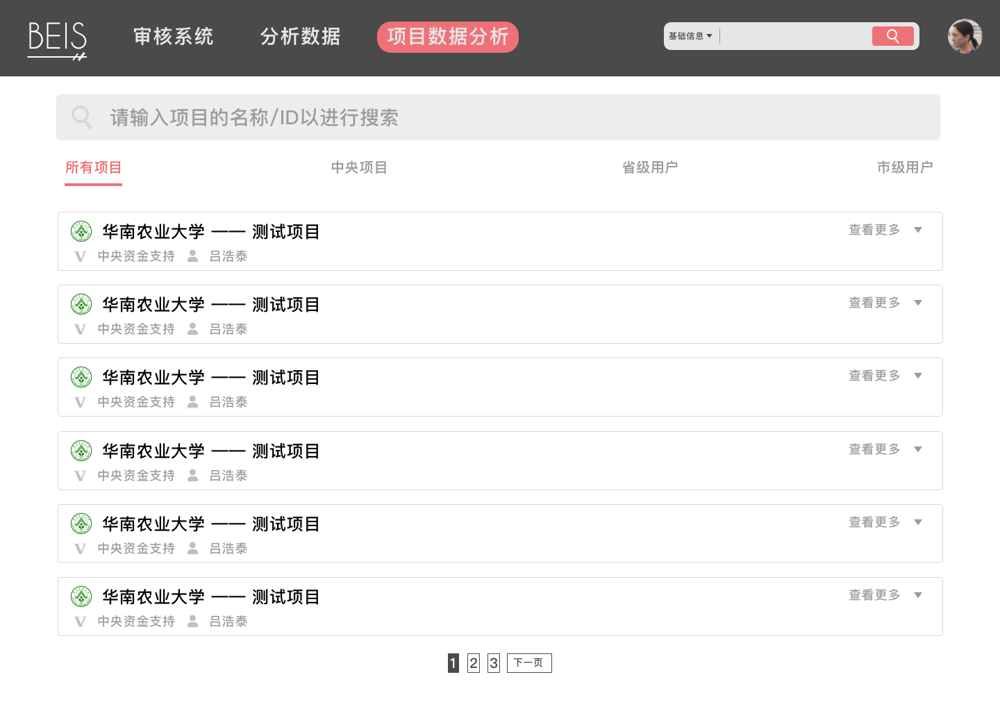 BEIS 审核系统 分析数据 项目数据分析 基础信息
请输入项目的名称/ID以进行搜索
所有项目 中央项目 省级用户 市级用户
华南农业大学 —— 测试项目 查看更多
V 中央资金支持 吕浩泰
华南农业大学 —— 测试项目 查看更多
V 中央资金支持 吕浩泰
华南农业大学 —— 测试项目 查看更多
V 中央资金支持 吕浩泰
华南农业大学 —— 测试项目 查看更多
V 中央资金支持 吕浩泰
华南农业大学 —— 测试项目 查看更多
V 中央资金支持 吕浩泰
华南农业大学 —— 测试项目 查看更多
V 中央资金支持 吕浩泰
1 2 3 下一页